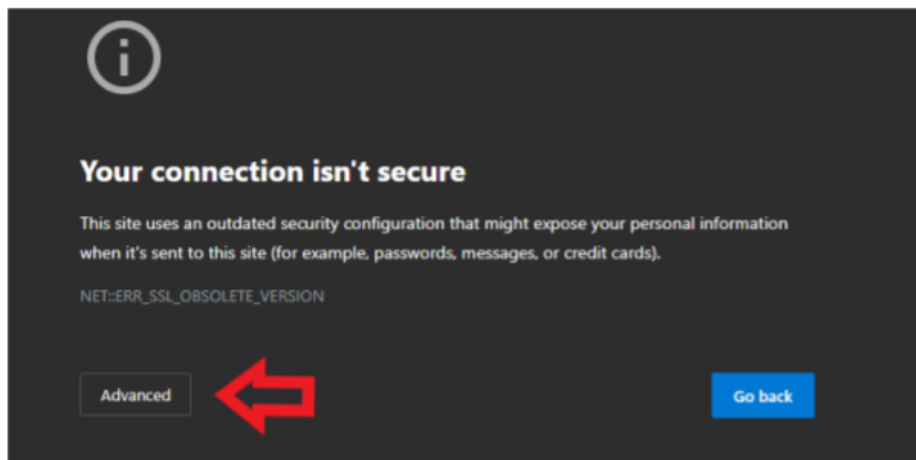 Your connection isn't secure
This site uses an outdated security configuration that might expose your personal information
when it's sent to this site (for example, passwords, messages, or credit cards).
NET::ERR_SSL_OBSOLETE_VERSION
Advanced
Go back